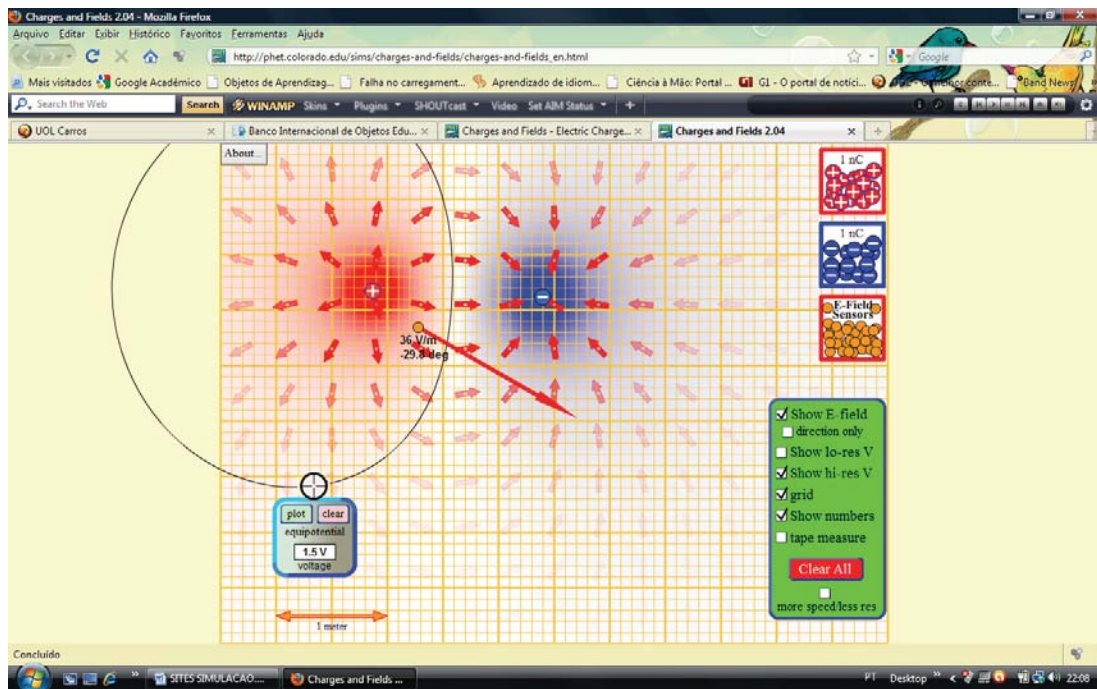 Charges and Fields 2.04 - Mozilla Firefox
Arquivo Editar Exibir Histórico Favoritos Ferramentas Ajuda
http://phet.colorado.edu/sims/charges-and-fields/charges-and-fields_en.html
Google
Mais visitados Google Acadêmico Objetos de Aprendizag... Falha no carregament... Aprendizado de idiom... Ciência à Mão: Portal ... G1 - O portal de notíci... Band News
Search the Web Search WINAMP Skins Plugins SHOUTcast Video Set AIM Status +
UOL Carros Banco Internacional de Objetos Edu... Charges and Fields - Electric Charge... Charges and Fields 2.04
About...
1 nC
1 nC
E-Field
Sensors
36 V/m
-29.8 deg
Show E-field
direction only
Show lo-res V
Show hi-res V
grid
Show numbers
tape measure
Clear All
more speed/less res
plot clear
equipotential
1.5 V
voltage
1 meter
Concluído
SITES SIMULACAO.... Charges and Fields ... PT Desktop 22:08